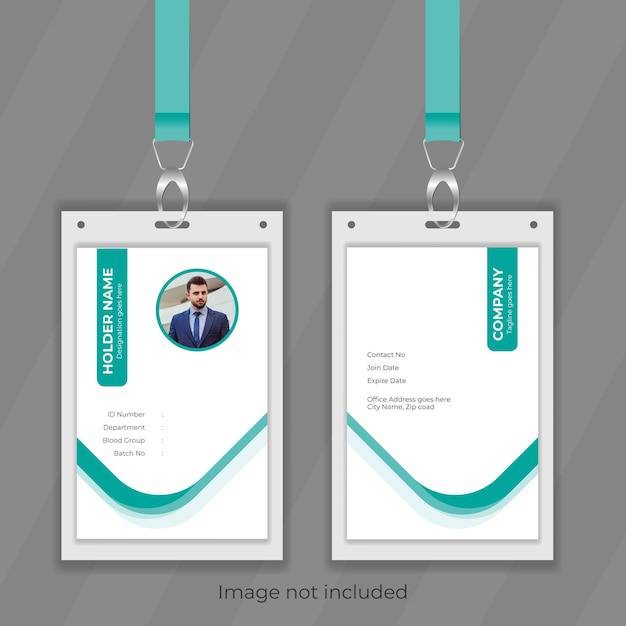 HOLDER NAME
Designation goes here
ID Number :
Department :
Blood Group :
Batch No :
COMPANY
Tagline goes here
Contact No
Join Date
Expire Date
Office Address goes here
City Name, Zip coad
Image not included